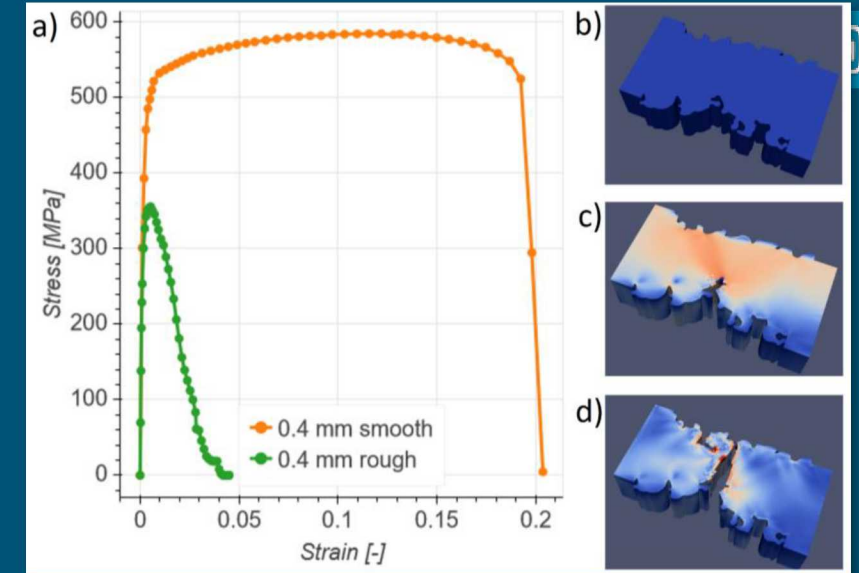 a)
600
500
400
300
200
100
0
Stress [MPa]
0 0.05 0.1 0.15 0.2
Strain [-]
0.4 mm smooth
0.4 mm rough
b)
c)
d)